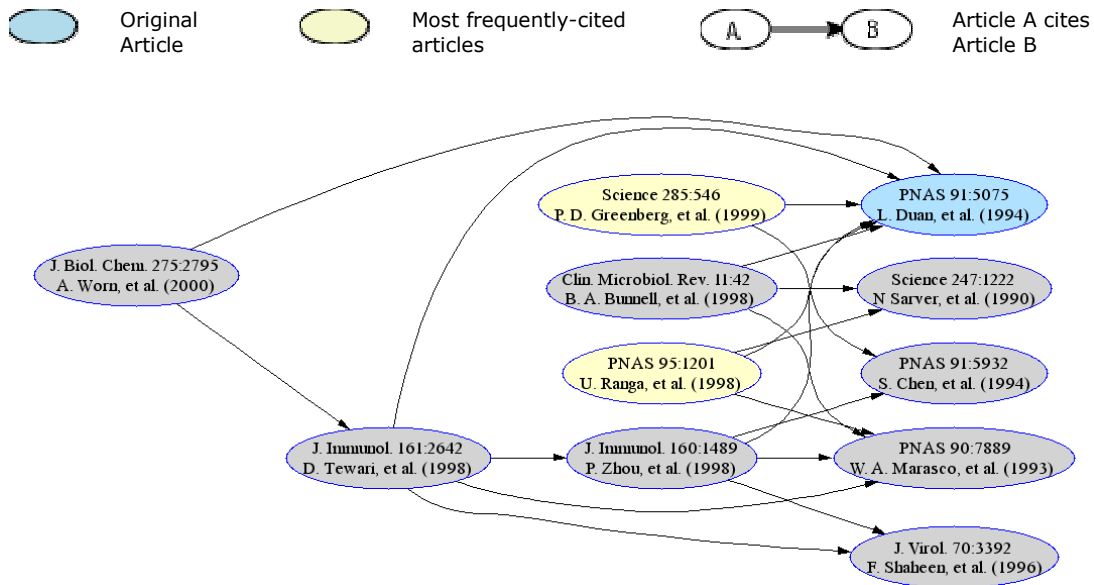 Original
Article
Most frequently-cited
articles
A
B
Article A cites
Article B
Science 285:546
P. D. Greenberg, et al. (1999)
PNAS 91:5075
L. Duan, et al. (1994)
J. Biol. Chem. 275:2795
A. Worn, et al. (2000)
Clin. Microbiol. Rev. 11:42
B. A. Bunnell, et al. (1998)
Science 247:1222
N Sarver, et al. (1990)
PNAS 95:1201
U. Ranga, et al. (1998)
PNAS 91:5932
S. Chen, et al. (1994)
J. Immunol. 161:2642
D. Tewari, et al. (1998)
J. Immunol. 160:1489
P. Zhou, et al. (1998)
PNAS 90:7889
W. A. Marasco, et al. (1993)
J. Virol. 70:3392
F. Shaheen, et al. (1996)